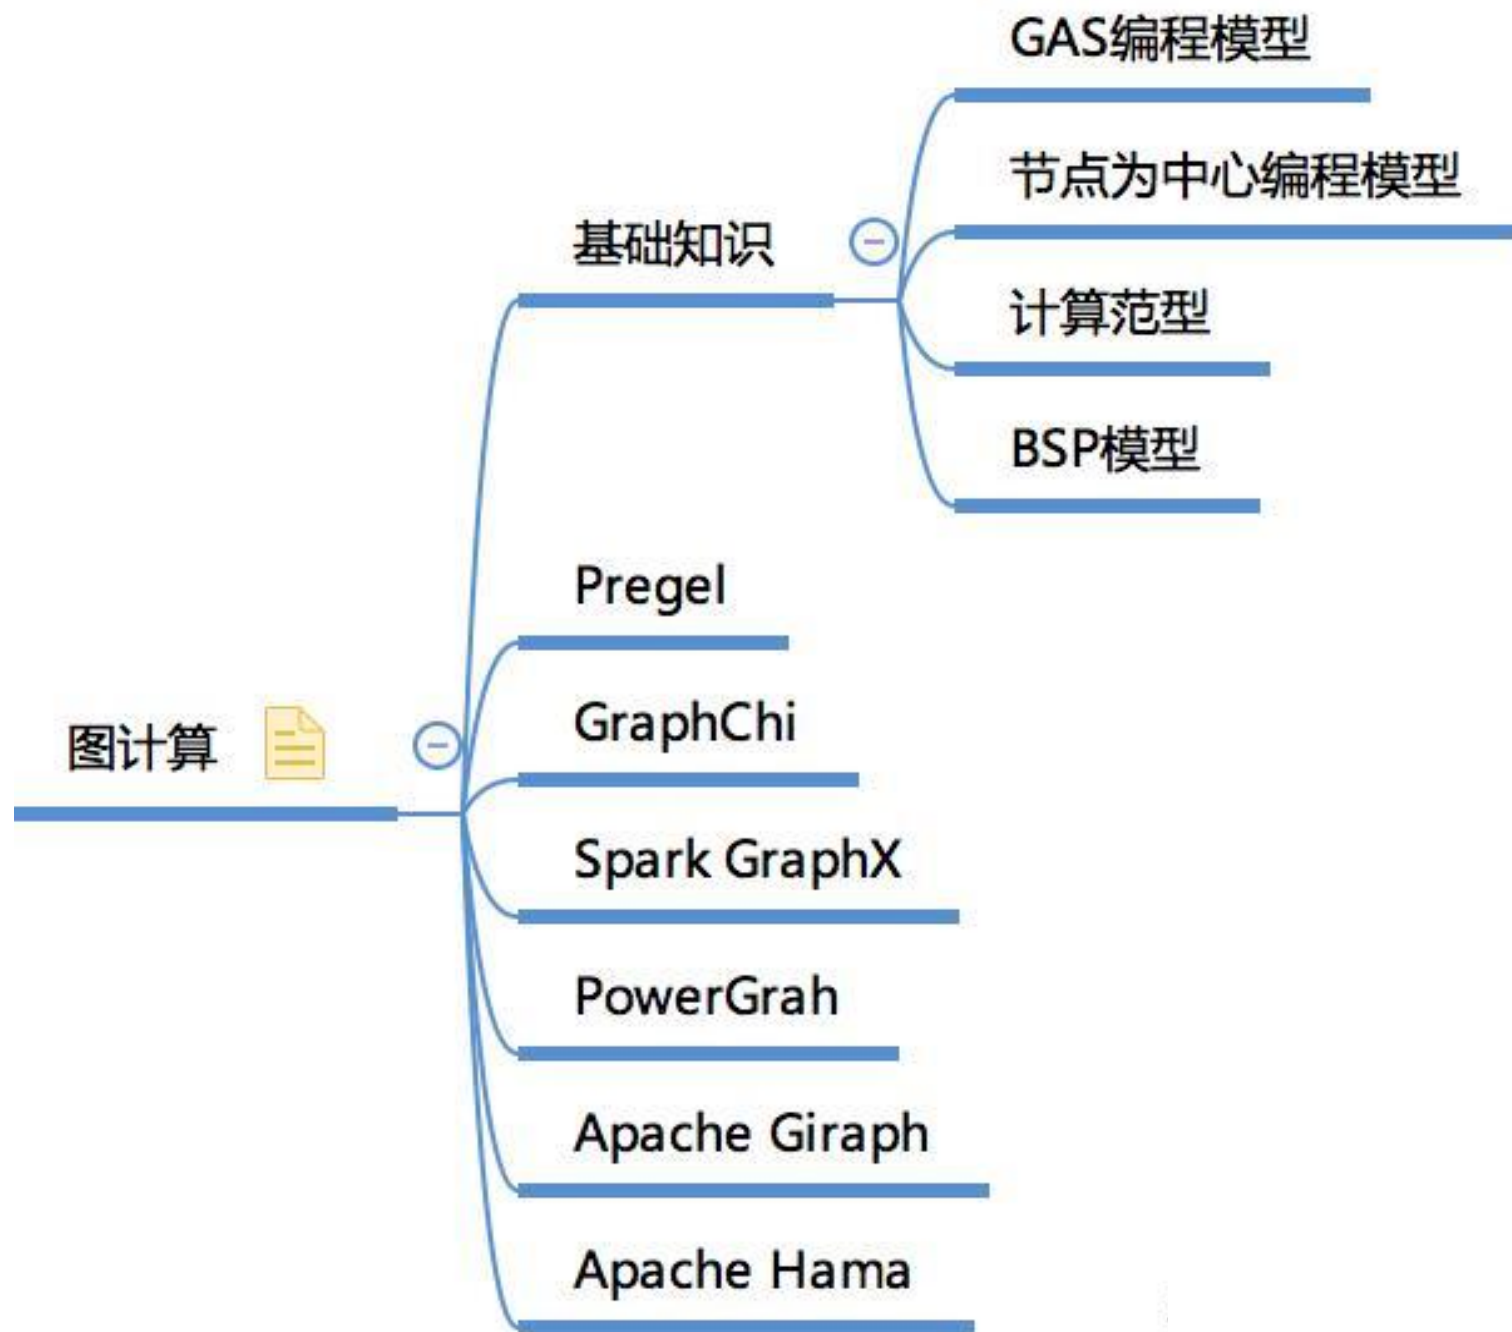 GAS编程模型
节点为中心编程模型
基础知识
计算范型
BSP模型
Pregel
GraphChi
图计算
Spark GraphX
PowerGrah
Apache Giraph
Apache Hama